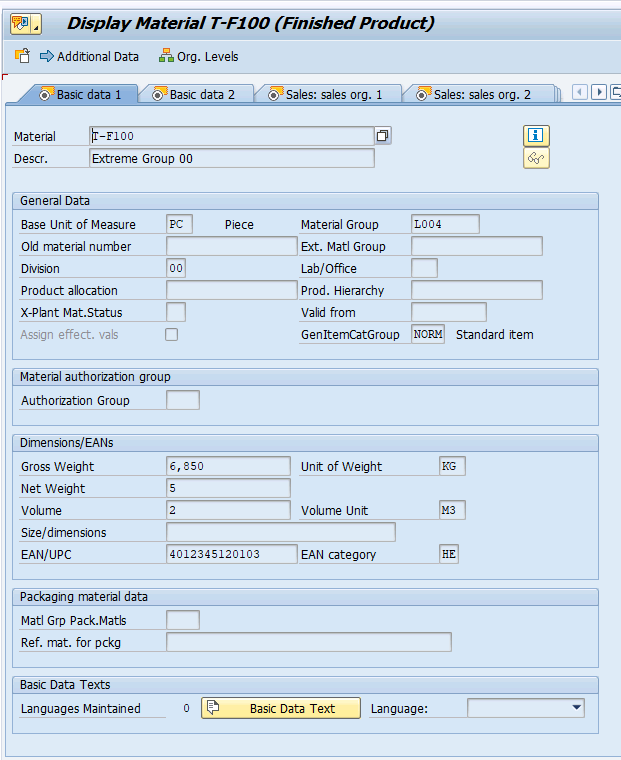 Display Material T-F100 (Finished Product)
Additional Data Org. Levels
Basic data 1 Basic data 2 Sales: sales org. 1 Sales: sales org. 2
Material T-F100
Descr. Extreme Group 00
General Data
Base Unit of Measure PC Piece Material Group L004
Old material number Ext. Matl Group
Division 00 Lab/Office
Product allocation Prod. Hierarchy
X-Plant Mat.Status Valid from
Assign effect. vals GenItemCatGroup NORM Standard item
Material authorization group
Authorization Group
Dimensions/EANs
Gross Weight 6,850 Unit of Weight KG
Net Weight 5
Volume 2 Volume Unit M3
Size/dimensions
EAN/UPC 4012345120103 EAN category HE
Packaging material data
Matl Grp Pack.Matls
Ref. mat. for pckg
Basic Data Texts
Languages Maintained 0 Basic Data Text Language: